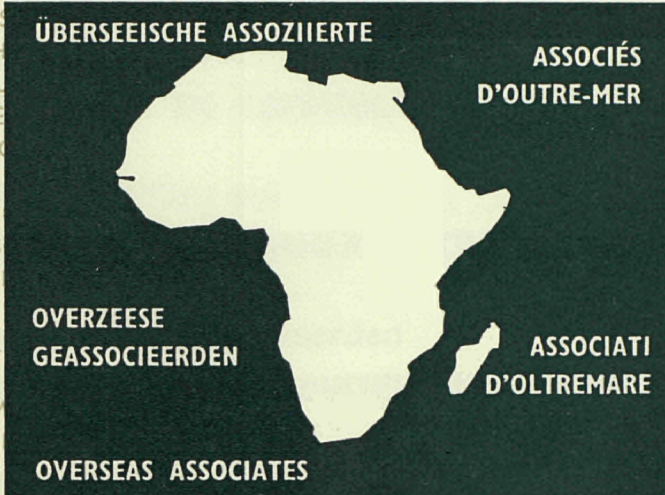 ÜBERSEEISCHE ASSOZIIERTE
ASSOCIÉS
D'OUTRE-MER
OVERZEESE
GEASSOCIEERDEN
ASSOCIATI
D'OLTREMARE
OVERSEAS ASSOCIATES